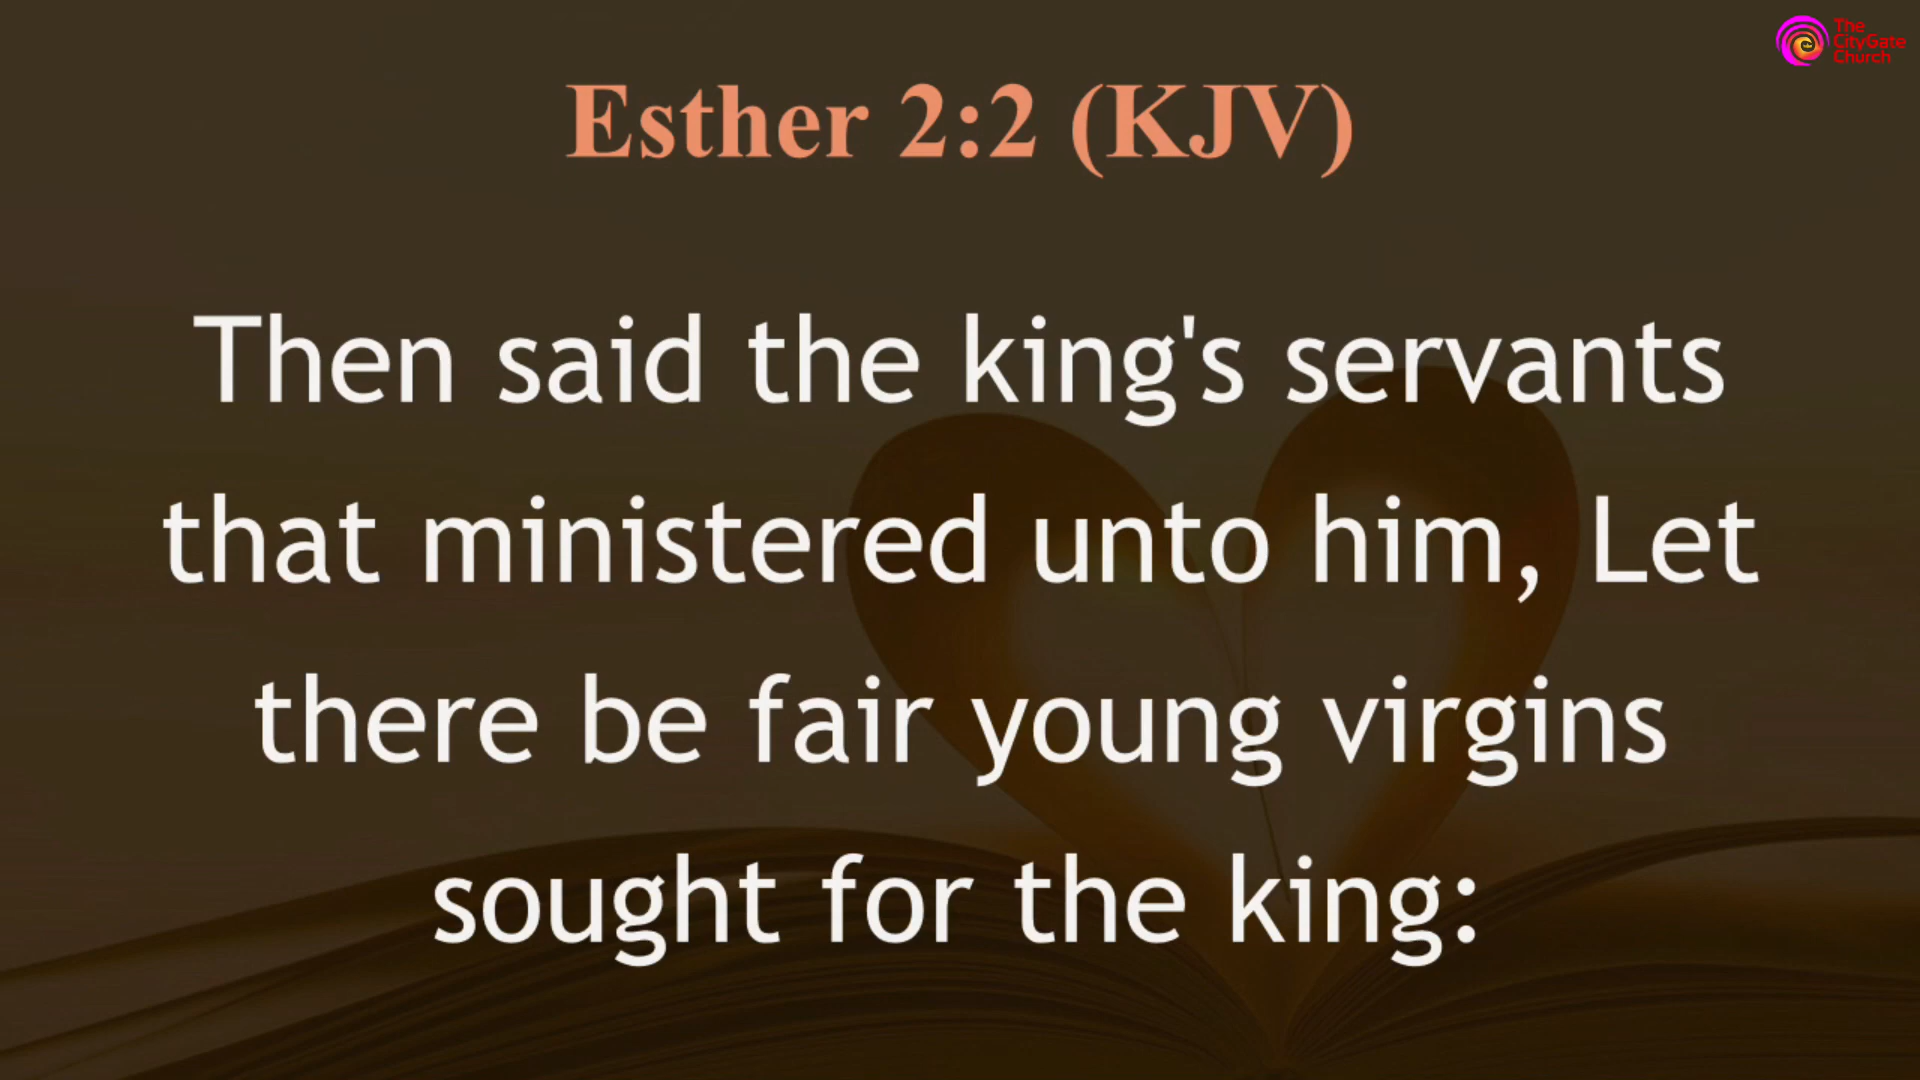 The
CityGate
Church
Esther 2:2 (KJV)
Then said the king's servants
that ministered unto him, Let
there be fair young virgins
sought for the king: